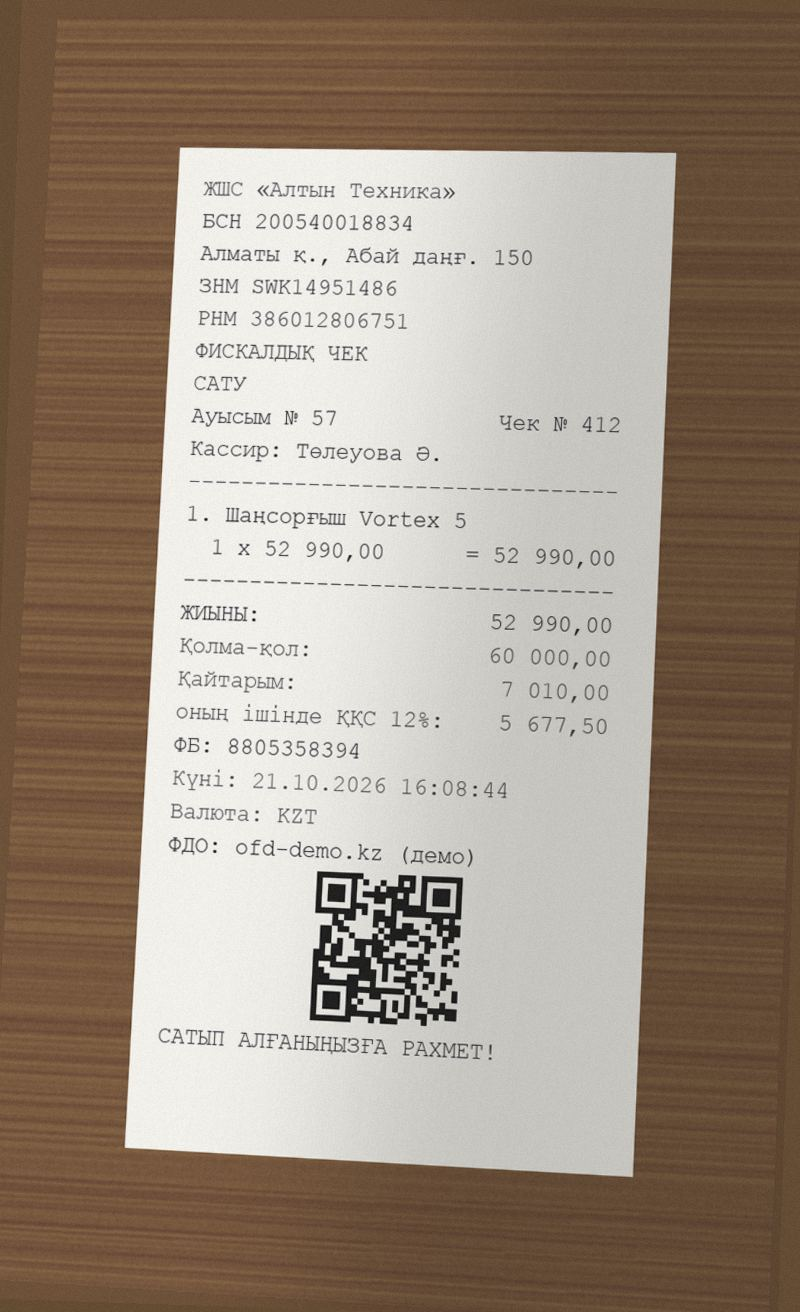 ЖШС «Алтын Техника»
БСН 200540018834
Алматы қ., Абай даңғ. 150
ЗНМ SWK14951486
РНМ 386012806751
ФИСКАЛДЫҚ ЧЕК
САТУ
Ауысым № 57 Чек № 412
Кассир: Төлеуова Ә.
--------------------------------
1. Шаңсорғыш Vortex 5
1 x 52 990,00 = 52 990,00
--------------------------------
ЖИЫНЫ: 52 990,00
Қолма-қол: 60 000,00
Қайтарым: 7 010,00
оның ішінде ҚҚС 12%: 5 677,50
ФБ: 8805358394
Күні: 21.10.2026 16:08:44
Валюта: KZT
ФДО: ofd-demo.kz (демо)
САТЫП АЛҒАНЫҢЫЗҒА РАХМЕТ!